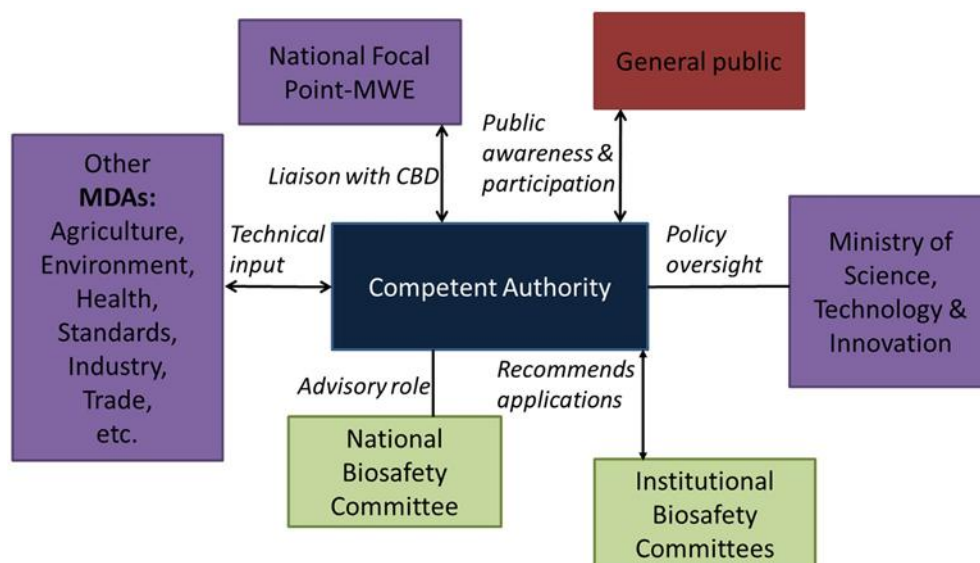 National Focal
Point-MWE
General public
Public
awareness &
participation
Liaison with CBD
Other
MDAs:
Agriculture,
Environment,
Health,
Standards,
Industry,
Trade,
etc.
Technical
input
Competent Authority
Policy
oversight
Ministry of
Science,
Technology &
Innovation
Advisory role
Recommends
applications
National
Biosafety
Committee
Institutional
Biosafety
Committees